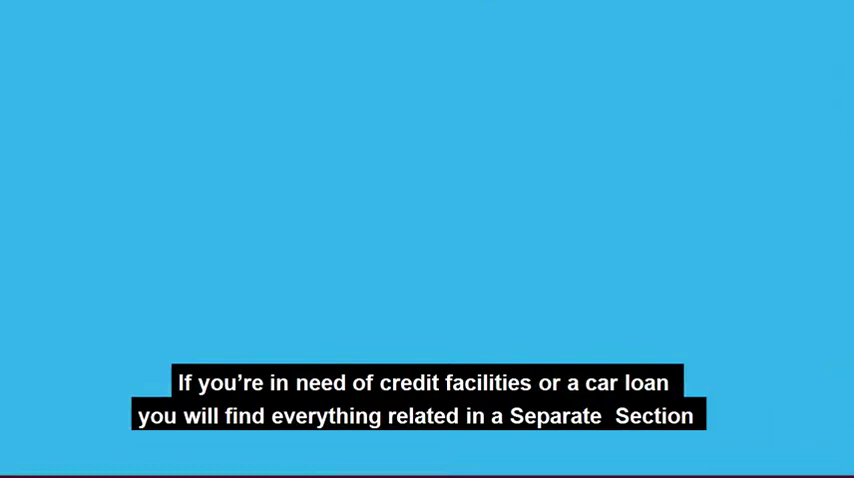 If you’re in need of credit facilities or a car loan
you will find everything related in a Separate  Section